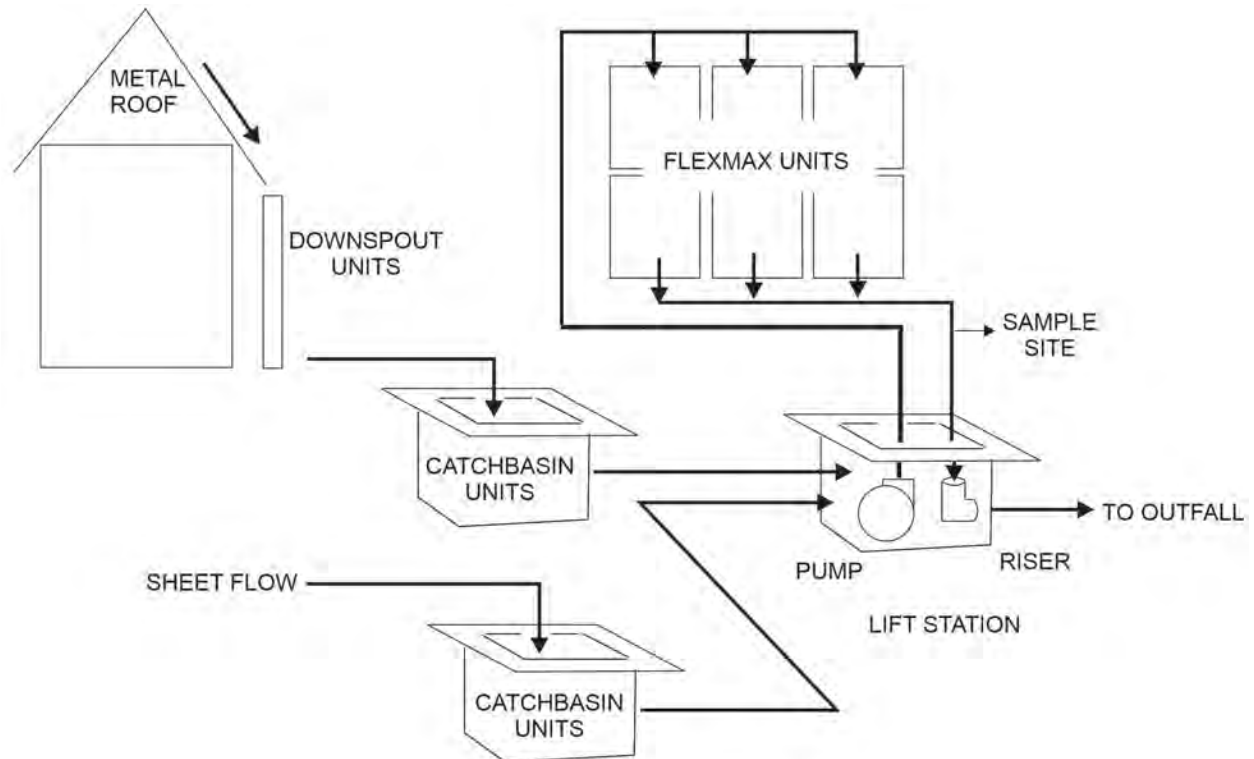 METAL
ROOF
DOWNSPOUT
UNITS
FLEXMAX UNITS
SAMPLE
SITE
CATCHBASIN
UNITS
TO OUTFALL
PUMP
RISER
LIFT STATION
SHEET FLOW
CATCHBASIN
UNITS